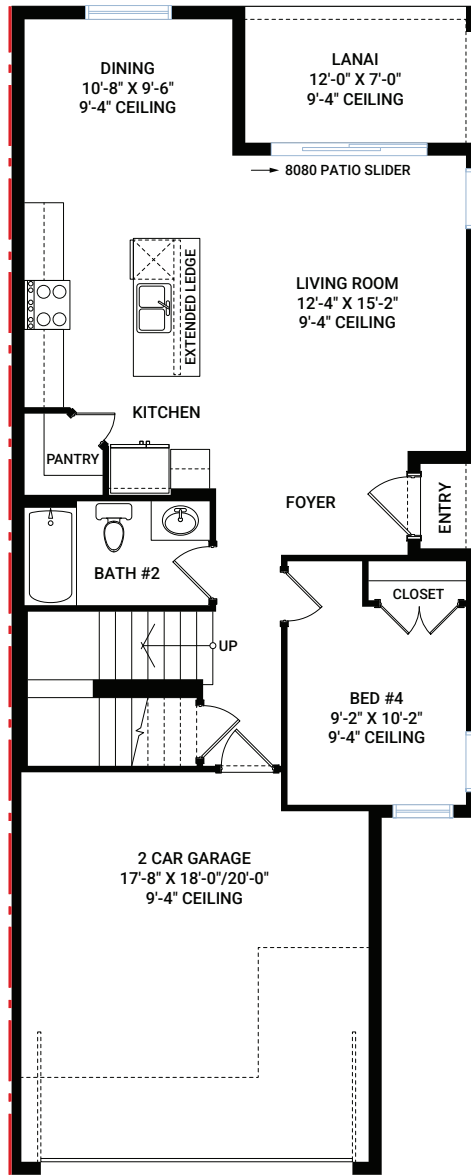 DINING
10'-8" X 9'-6"
9'-4" CEILING
LANAI
12'-0" X 7'-0"
9'-4" CEILING
8080 PATIO SLIDER
EXTENDED LEDGE
LIVING ROOM
12'-4" X 15'-2"
9'-4" CEILING
KITCHEN
PANTRY
FOYER
ENTRY
BATH #2
CLOSET
UP
BED #4
9'-2" X 10'-2"
9'-4" CEILING
2 CAR GARAGE
17'-8" X 18'-0"/20'-0"
9'-4" CEILING